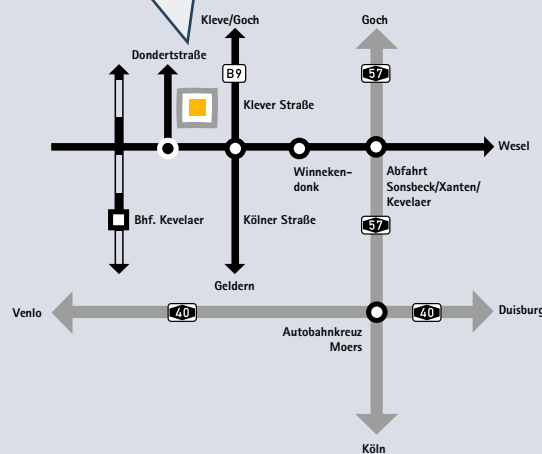 Kleve/Goch
Goch
Dondertstraße
B9
57
Klever Straße
Wesel
Winneken-
donk
Abfahrt
Sonsbeck/Xanten/
Kevelaer
Bhf. Kevelaer
Kölner Straße
57
Geldern
Venlo
40
40
Duisburg
Autobahnkreuz
Moers
Köln